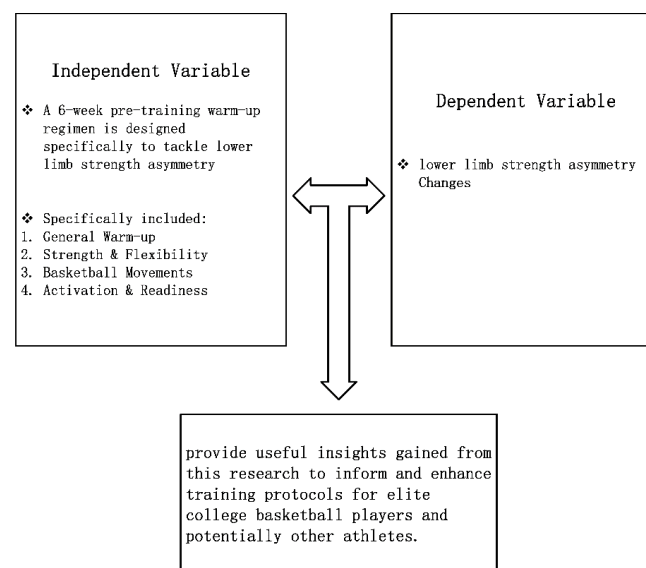 Independent Variable
❖ A 6-week pre-training warm-up
regimen is designed
specifically to tackle lower
limb strength asymmetry
❖ Specifically included:
1. General Warm-up
2. Strength & Flexibility
3. Basketball Movements
4. Activation & Readiness
Dependent Variable
❖ lower limb strength asymmetry
Changes
provide useful insights gained from
this research to inform and enhance
training protocols for elite
college basketball players and
potentially other athletes.